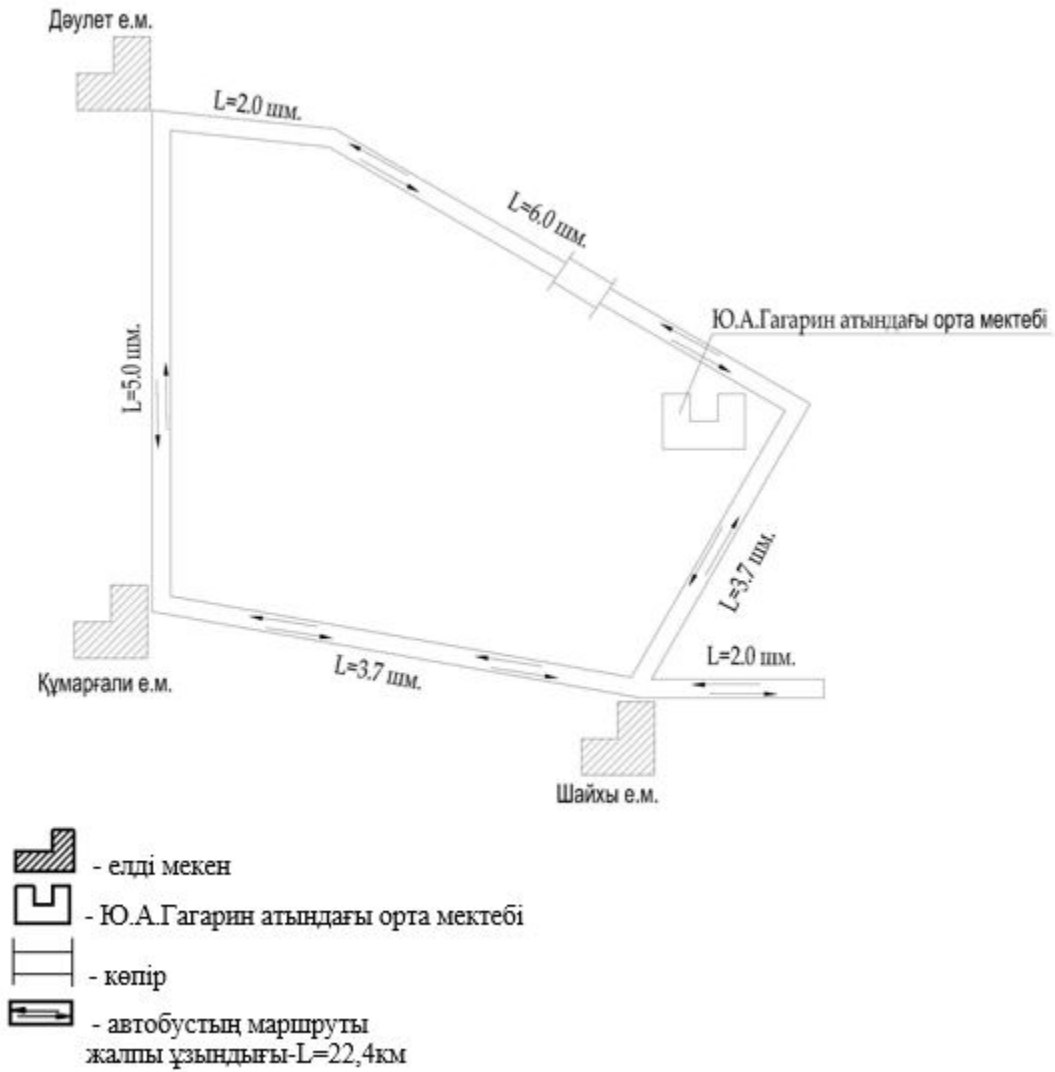 Дәулет е.м.
L=2.0 шм.
L=6.0 шм.
Ю.А.Гагарин атындағы орта мектебі
L=5.0 шм.
L=3.7 шм.
L=2.0 шм.
L=3.7 шм.
Құмарғали е.м.
Шайхы е.м.
- елді мекен
- Ю.А.Гагарин атындағы орта мектебі
- көпір
- автобустың маршруты
жалпы ұзындығы-L=22,4км